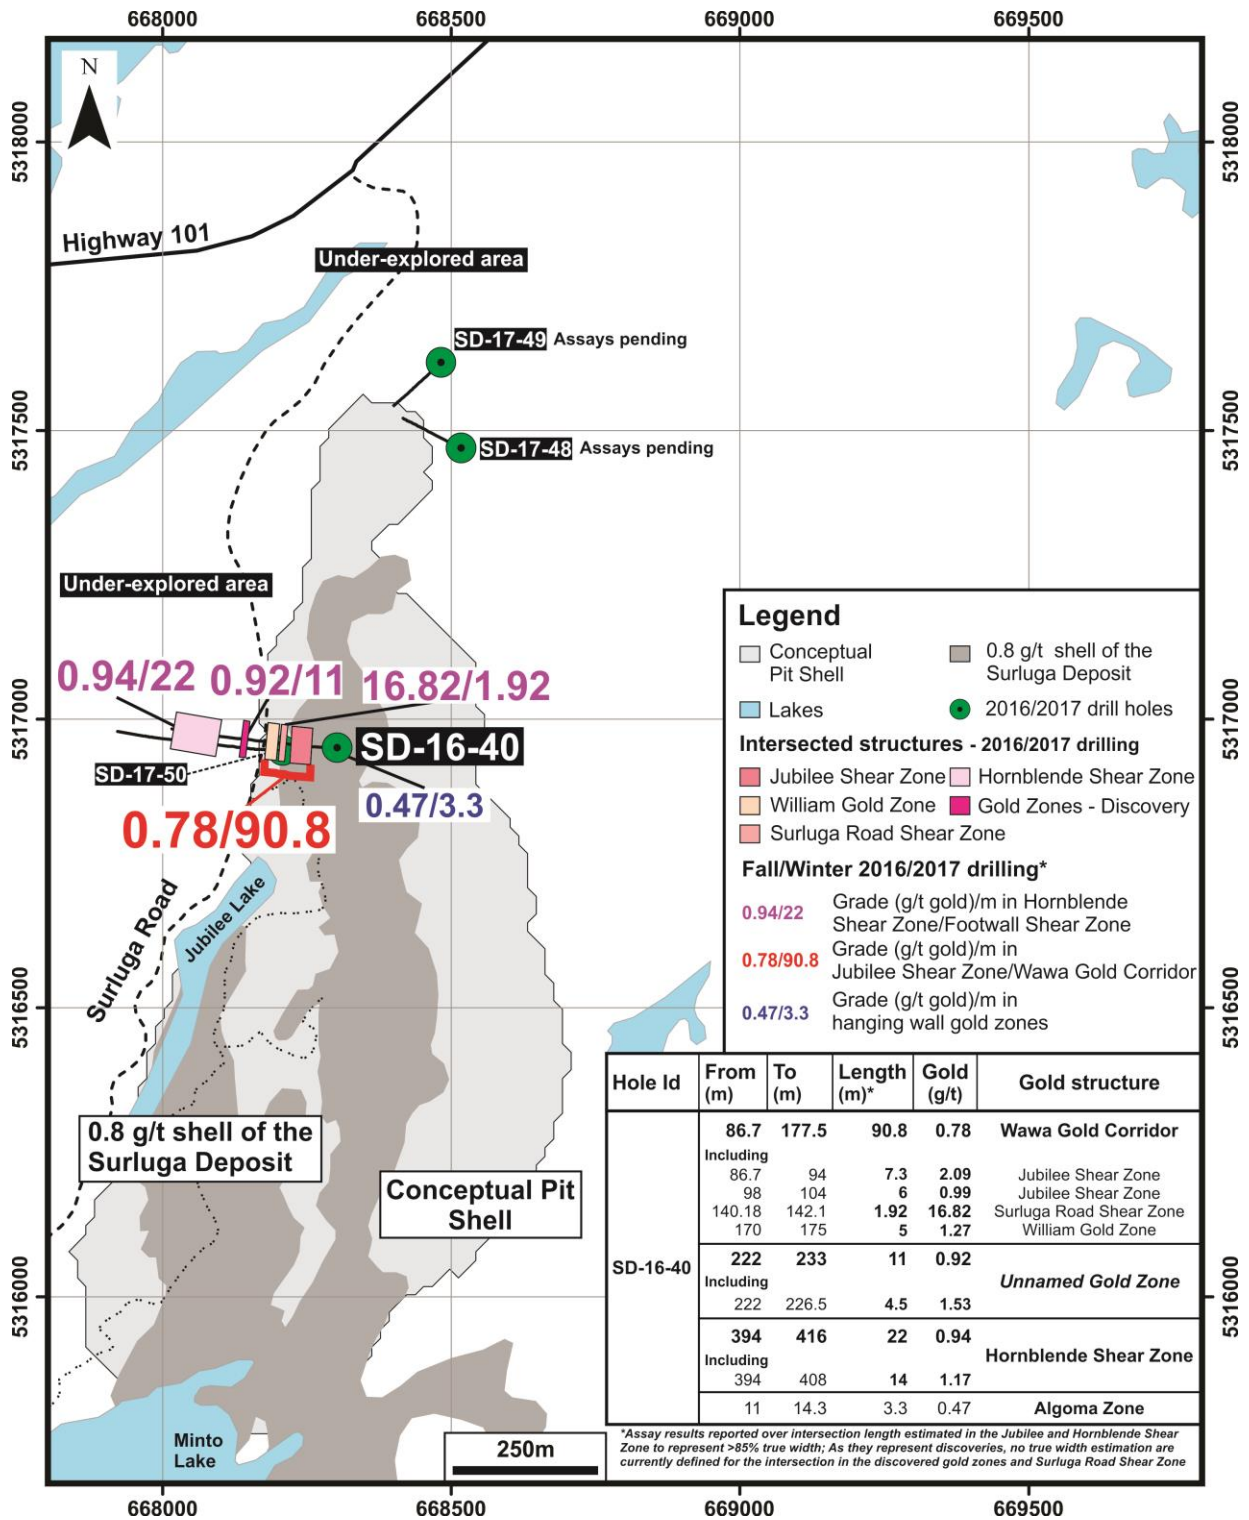 668000 668500 669000 669500
N
5318000
5318000
Highway 101
Under-explored area
SD-17-49 Assays pending
5317500
5317500
SD-17-48 Assays pending
Under-explored area
0.94/22 0.92/11 16.82/1.92
5317000
5317000
SD-16-40
SD-17-50
0.47/3.3
0.78/90.8
Surluga Road
Jubilee Lake
5316500
5316500
0.8 g/t shell of the
Surluga Deposit
Conceptual Pit
Shell
5316000
5316000
Minto
Lake
250m
Legend
Conceptual
Pit Shell
0.8 g/t shell of the
Surluga Deposit
Lakes
2016/2017 drill holes
Intersected structures - 2016/2017 drilling
Jubilee Shear Zone
Hornblende Shear Zone
William Gold Zone
Gold Zones - Discovery
Surluga Road Shear Zone
Fall/Winter 2016/2017 drilling*
0.94/22 Grade (g/t gold)/m in Hornblende
Shear Zone/Footwall Shear Zone
0.78/90.8 Grade (g/t gold)/m in
Jubilee Shear Zone/Wawa Gold Corridor
0.47/3.3 Grade (g/t gold)/m in
hanging wall gold zones
Hole Id From (m) To (m) Length (m)* Gold (g/t) Gold structure
SD-16-40
86.7 177.5 90.8 0.78 Wawa Gold Corridor
Including
86.7 94 7.3 2.09 Jubilee Shear Zone
98 104 6 0.99 Jubilee Shear Zone
140.18 142.1 1.92 16.82 Surluga Road Shear Zone
170 175 5 1.27 William Gold Zone
222 233 11 0.92
Including
Unnamed Gold Zone
222 226.5 4.5 1.53
394 416 22 0.94
Including
Hornblende Shear Zone
394 408 14 1.17
11 14.3 3.3 0.47 Algoma Zone
*Assay results reported over intersection length estimated in the Jubilee and Hornblende Shear
Zone to represent >85% true width; As they represent discoveries, no true width estimation are
currently defined for the intersection in the discovered gold zones and Surluga Road Shear Zone
668000 668500 669000 669500